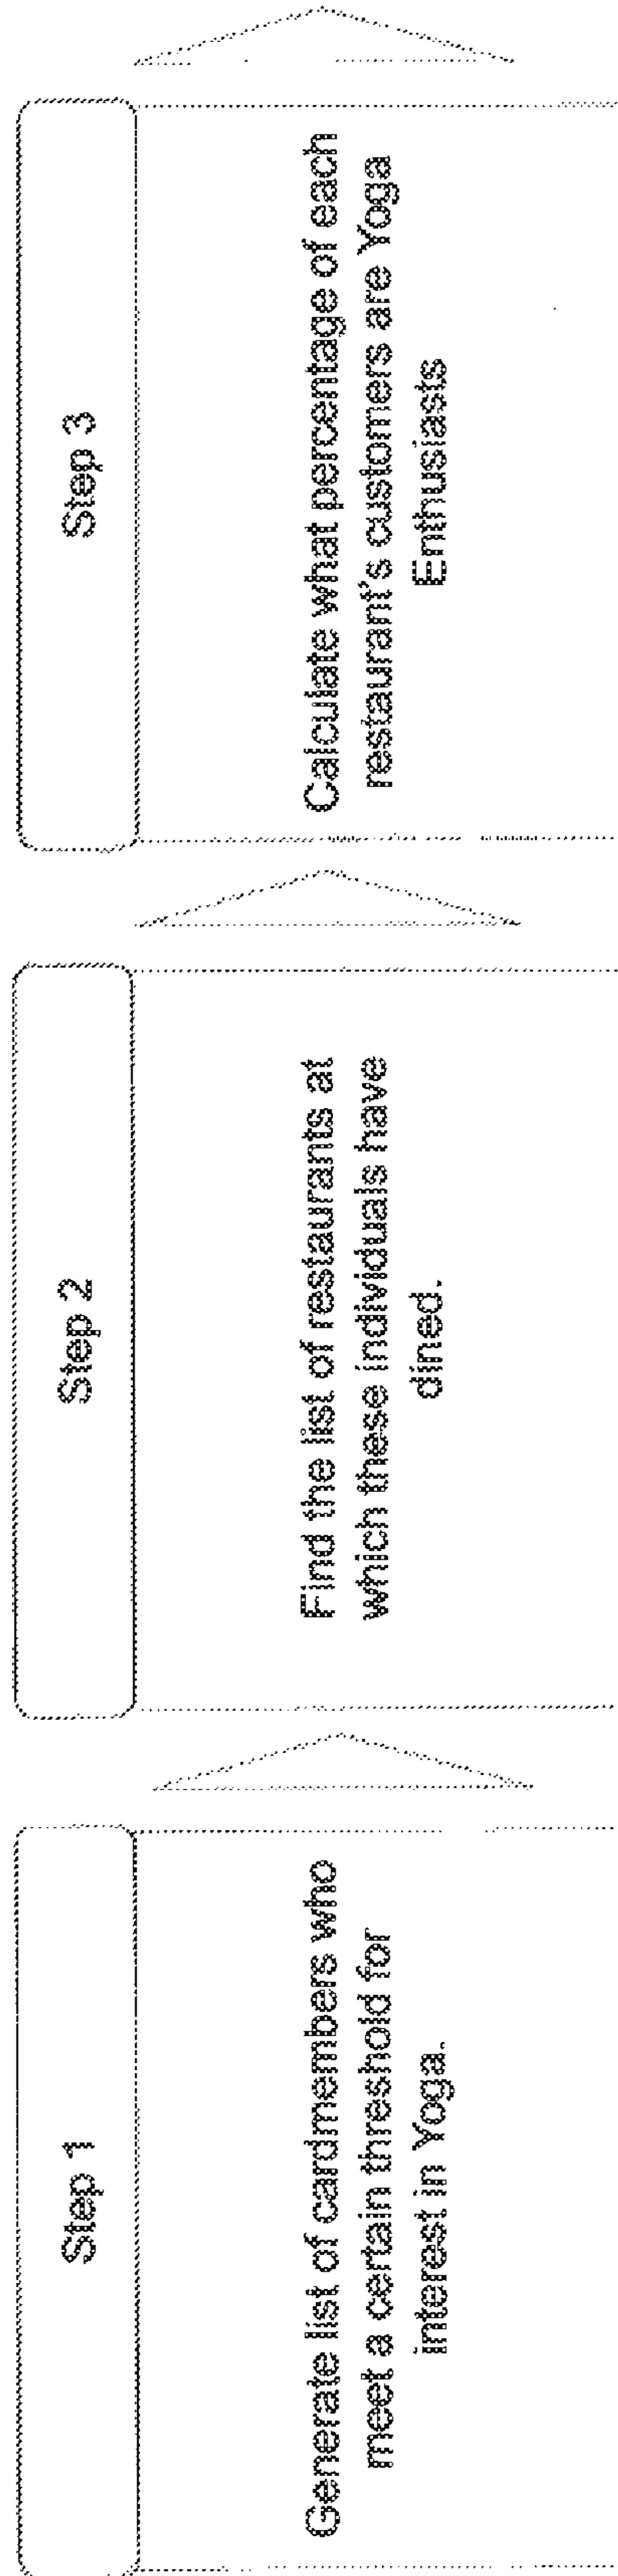 Step 1
Generate list of cardmembers who
meet a certain threshold for
interest in Yoga.
Step 2
Find the list of restaurants at
which these individuals have
dined.
Step 3
Calculate what percentage of each
restaurant's customers are Yoga
Enthusiasts